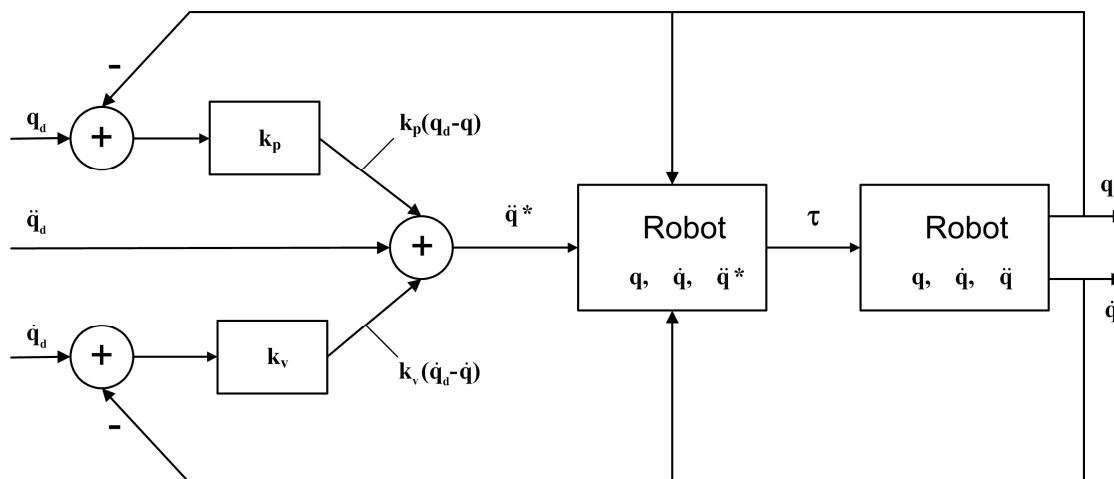 -
q_d
+
k_p
k_p(q_d-q)
q̈_d
+
q̈*
Robot
q, q̇, q̈*
τ
Robot
q, q̇, q̈
q
q̇
q̇_d
+
k_v
k_v(q̇_d-q̇)
-